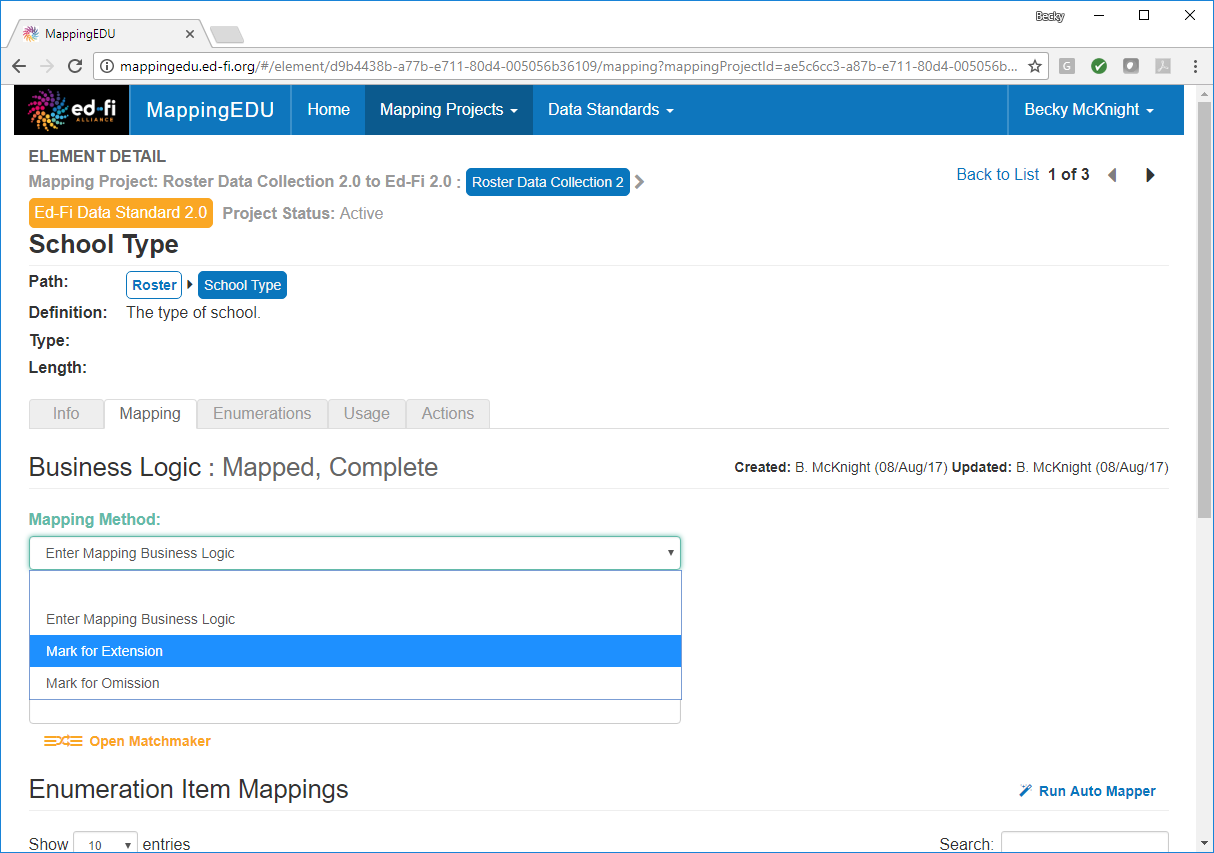 Becky
MappingEDU
mappingedu.ed-fi.org/#/element/d9b4438b-a77b-e711-80d4-005056b36109/mapping?mappingProjectId=ae5c6cc3-a87b-e711-80d4-005056b...
G
ed-fi
ALLIANCE
MappingEDU Home Mapping Projects Data Standards Becky McKnight
ELEMENT DETAIL
Mapping Project: Roster Data Collection 2.0 to Ed-Fi 2.0 : Roster Data Collection 2
Back to List 1 of 3
Ed-Fi Data Standard 2.0 Project Status: Active
School Type
Path: Roster School Type
Definition: The type of school.
Type:
Length:
Info Mapping Enumerations Usage Actions
Business Logic : Mapped, Complete
Created: B. McKnight (08/Aug/17) Updated: B. McKnight (08/Aug/17)
Mapping Method:
Enter Mapping Business Logic
Enter Mapping Business Logic
Mark for Extension
Mark for Omission
Open Matchmaker
Enumeration Item Mappings
Run Auto Mapper
Show 10 entries
Search: